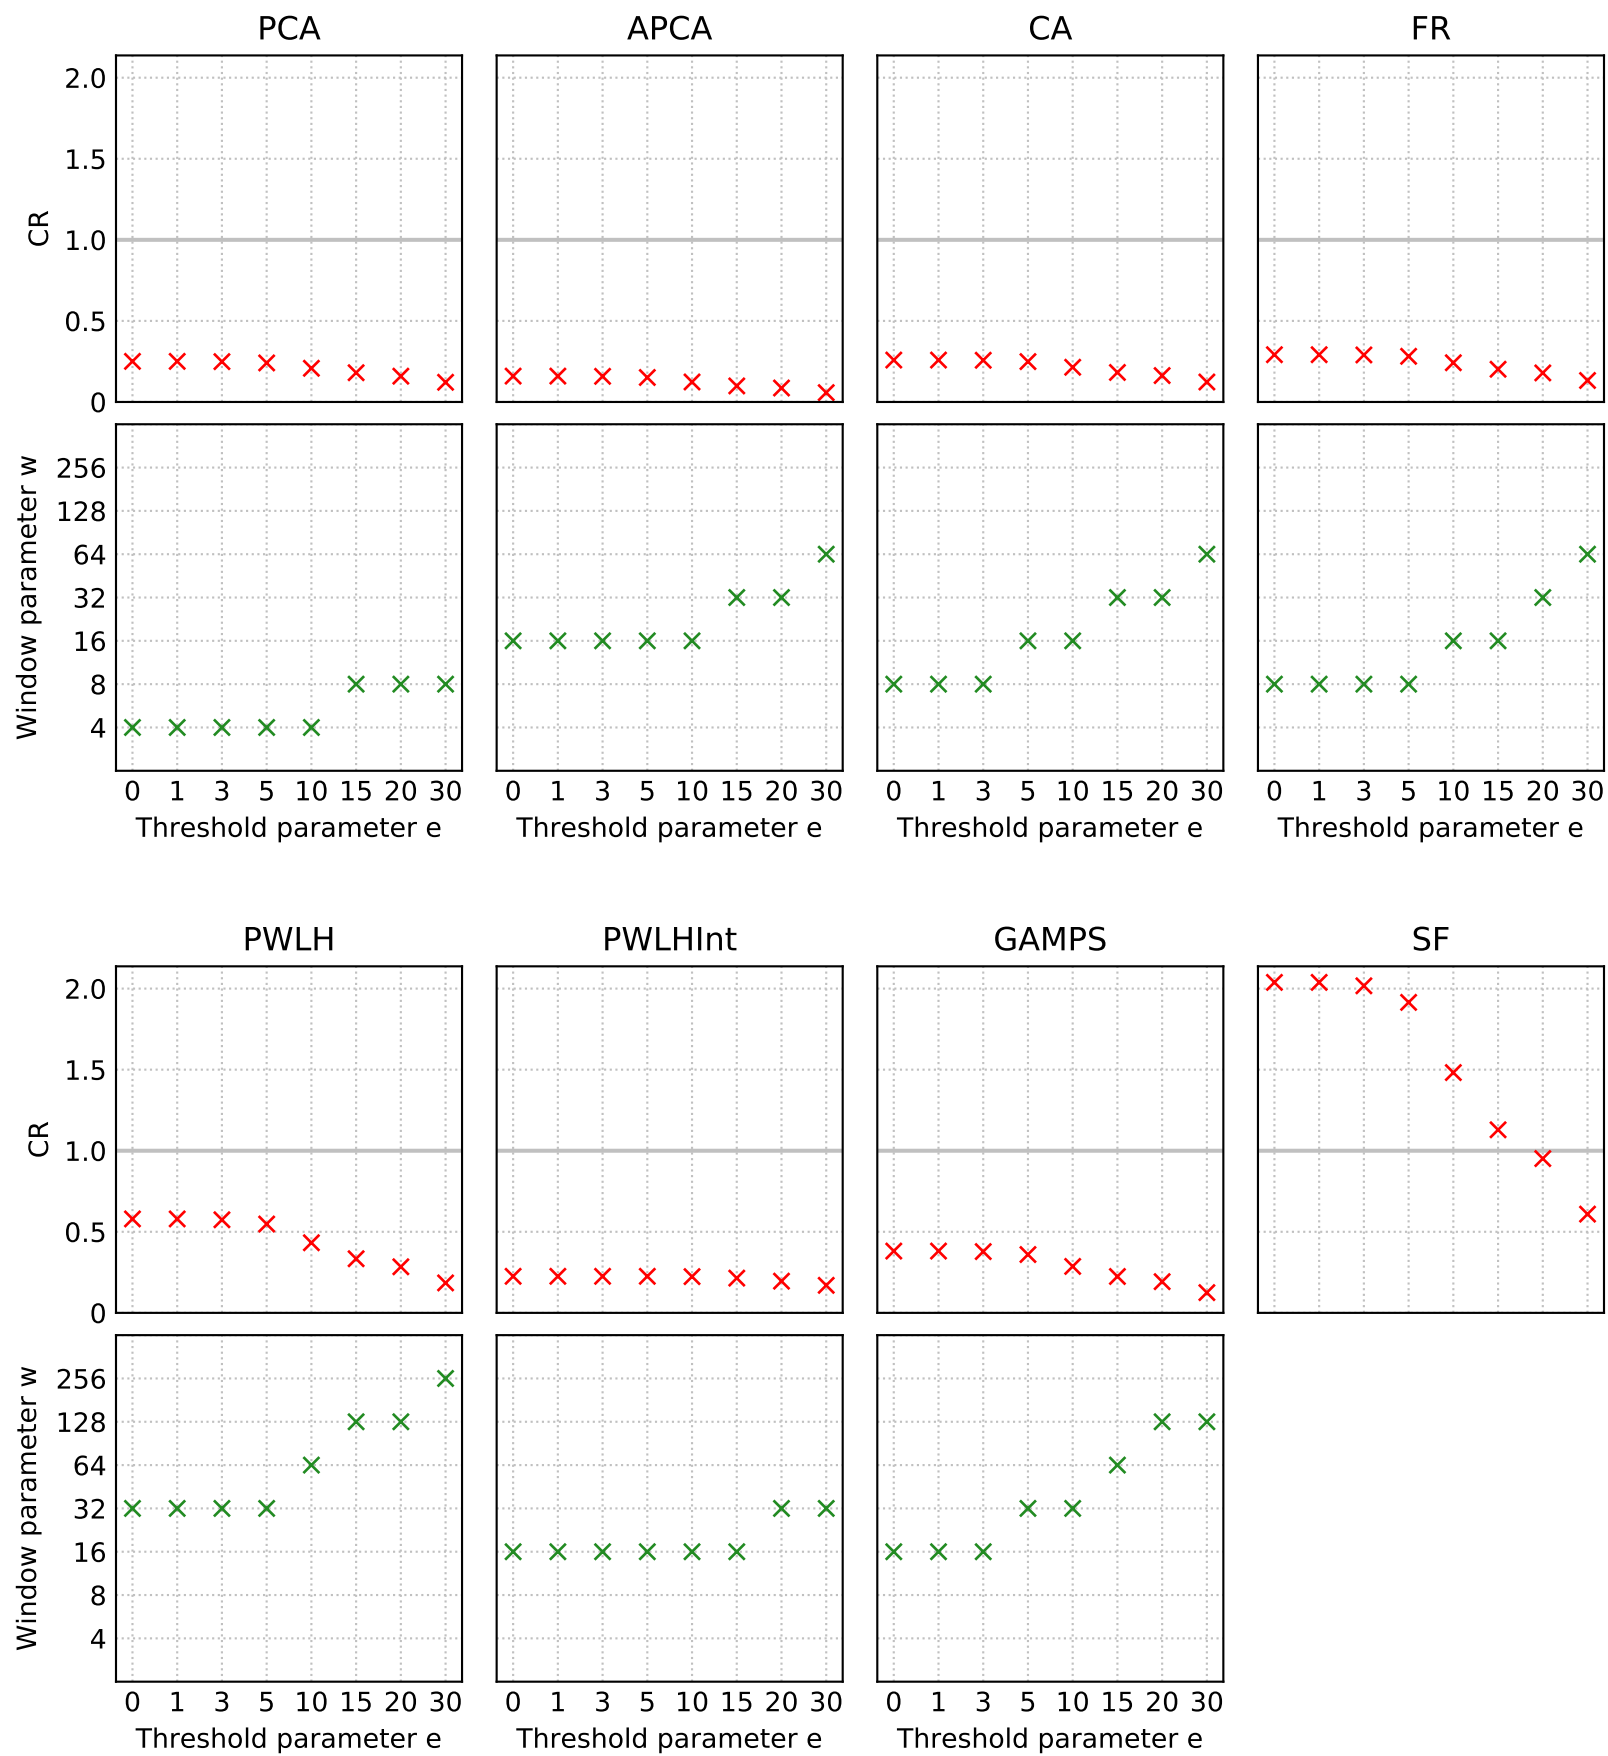 PCA APCA CA FR
CR
2.0
1.5
1.0
0.5
0
Window parameter w
256
128
64
32
16
8
4
0 1 3 5 10 15 20 30 0 1 3 5 10 15 20 30 0 1 3 5 10 15 20 30 0 1 3 5 10 15 20 30
Threshold parameter e Threshold parameter e Threshold parameter e Threshold parameter e
PWLH PWLHInt GAMPS SF
CR
2.0
1.5
1.0
0.5
0
Window parameter w
256
128
64
32
16
8
4
0 1 3 5 10 15 20 30 0 1 3 5 10 15 20 30 0 1 3 5 10 15 20 30
Threshold parameter e Threshold parameter e Threshold parameter e